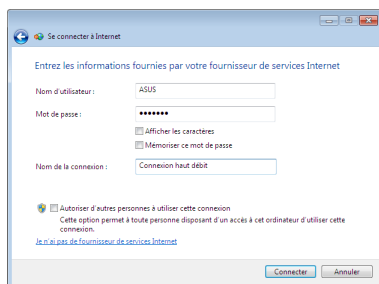 Se connecter à Internet
Entrez les informations fournies par votre fournisseur de services Internet
Nom d'utilisateur :
ASUS
Mot de passe :
•••••••
Afficher les caractères
Mémoriser ce mot de passe
Nom de la connexion :
Connexion haut débit
Autoriser d'autres personnes à utiliser cette connexion
Cette option permet à toute personne disposant d'un accès à cet ordinateur d'utiliser cette
connexion.
Je n'ai pas de fournisseur de services Internet
Connecter
Annuler